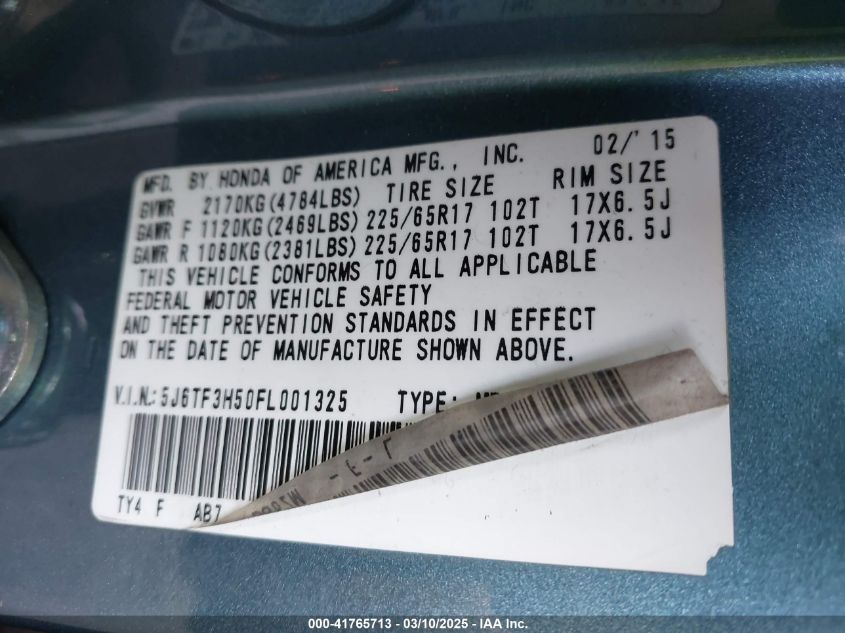 MFD. BY HONDA OF AMERICA MFG., INC. 02/'15
GVWR 2170KG(4784LBS) TIRE SIZE RIM SIZE
GAWR F 1120KG(2469LBS) 225/65R17 102T 17X6.5J
GAWR R 1080KG(2381LBS) 225/65R17 102T 17X6.5J
THIS VEHICLE CONFORMS TO ALL APPLICABLE
FEDERAL MOTOR VEHICLE SAFETY
AND THEFT PREVENTION STANDARDS IN EFFECT
ON THE DATE OF MANUFACTURE SHOWN ABOVE.
V.I.N.: 5J6TF3H50FL001325 TYPE:
TY4 F AB7
000-41765713 - 03/10/2025 - IAA Inc.